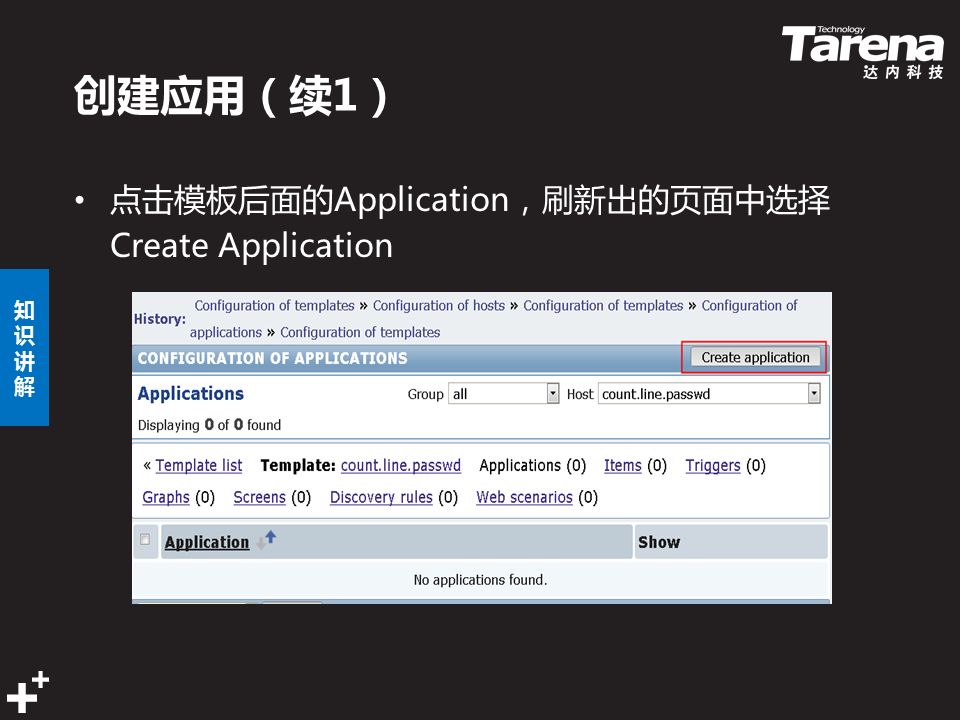 Technology
Tarena
达内科技
创建应用（续1）
• 点击模板后面的Application，刷新出的页面中选择
Create Application
知识讲解
History: Configuration of templates » Configuration of hosts » Configuration of templates » Configuration of
applications » Configuration of templates
CONFIGURATION OF APPLICATIONS Create application
Applications Group all Host count.line.passwd
Displaying 0 of 0 found
« Template list Template: count.line.passwd Applications (0) Items (0) Triggers (0)
Graphs (0) Screens (0) Discovery rules (0) Web scenarios (0)
Application Show
No applications found.